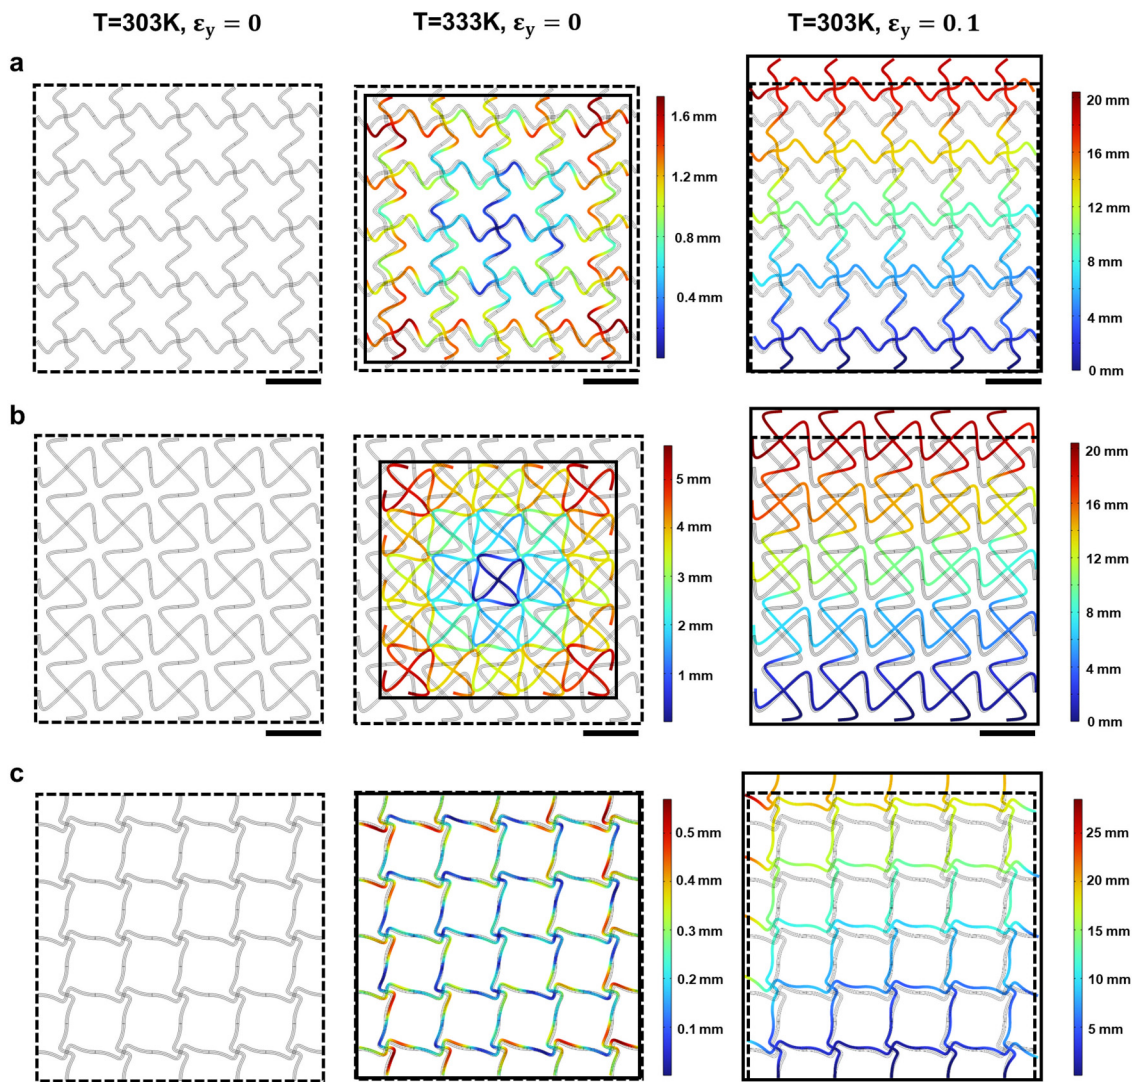 T=303K, ε_y = 0
T=333K, ε_y = 0
T=303K, ε_y = 0.1
a
1.6 mm
1.2 mm
0.8 mm
0.4 mm
20 mm
16 mm
12 mm
8 mm
4 mm
0 mm
b
5 mm
4 mm
3 mm
2 mm
1 mm
20 mm
16 mm
12 mm
8 mm
4 mm
0 mm
c
0.5 mm
0.4 mm
0.3 mm
0.2 mm
0.1 mm
25 mm
20 mm
15 mm
10 mm
5 mm